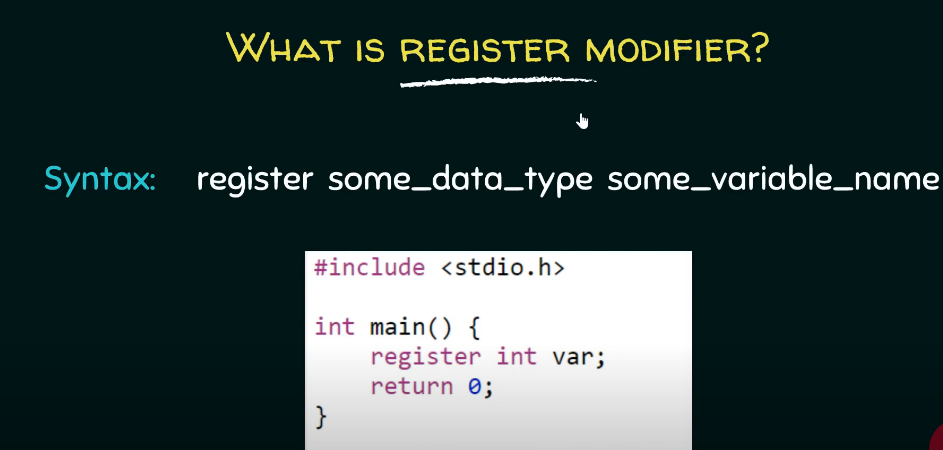 WHAT IS REGISTER MODIFIER?
Syntax: register some_data_type some_variable_name
#include <stdio.h>
int main() {
    register int var;
    return 0;
}